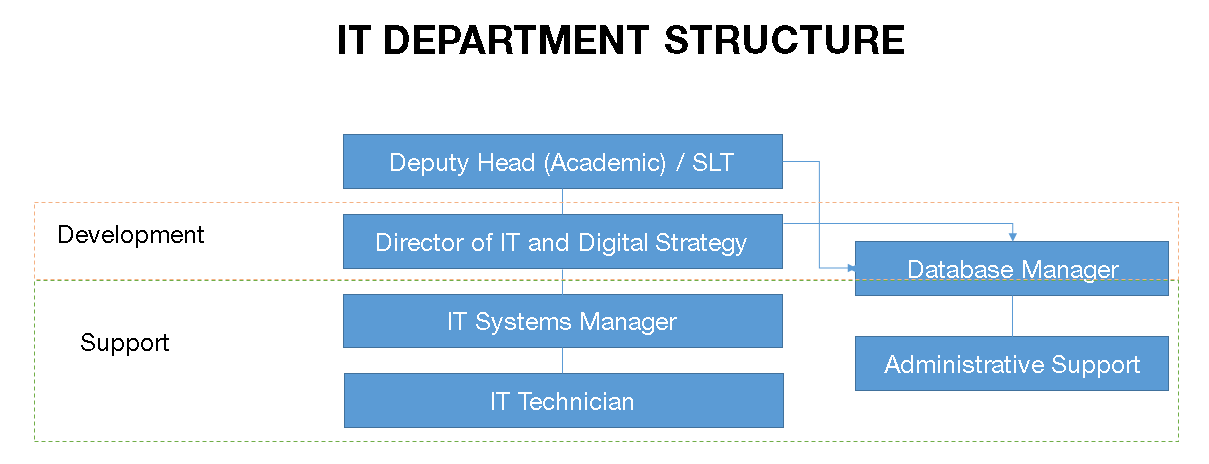 IT DEPARTMENT STRUCTURE
Deputy Head (Academic) / SLT
Development
Director of IT and Digital Strategy
Database Manager
IT Systems Manager
Support
Administrative Support
IT Technician